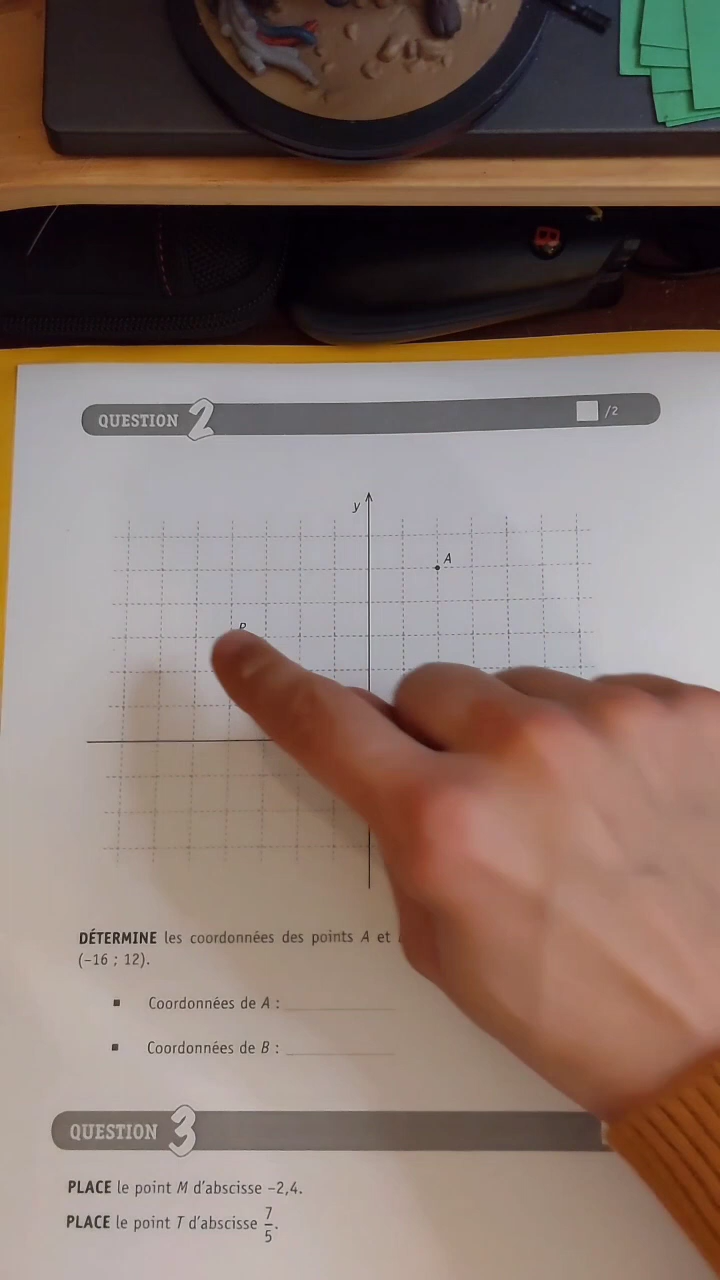 QUESTION 2 /2
y
A
DÉTERMINE les coordonnées des points A et
(-16 ; 12).
▪ Coordonnées de A :
▪ Coordonnées de B :
QUESTION 3
PLACE le point M d'abscisse -2,4.
PLACE le point T d'abscisse 7/5.